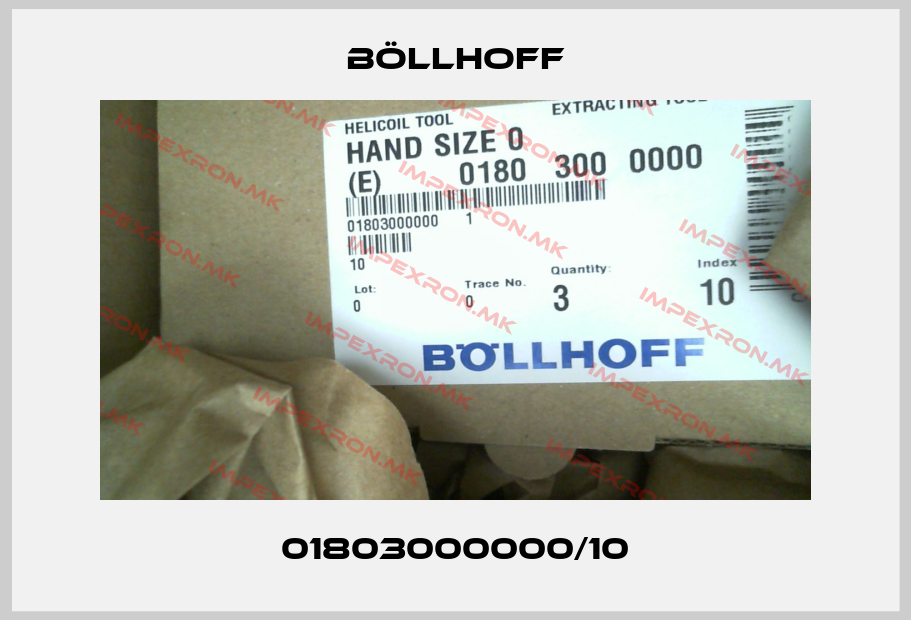 BÖLLHOFF
HELICOIL TOOL
EXTRACTING TOOL
HAND SIZE 0
(E) 0180 300 0000
01803000000 1
10
Lot: Trace No. Quantity: Index
0 0 3 10
BÖLLHOFF
IMPEXRON.MK
01803000000/10